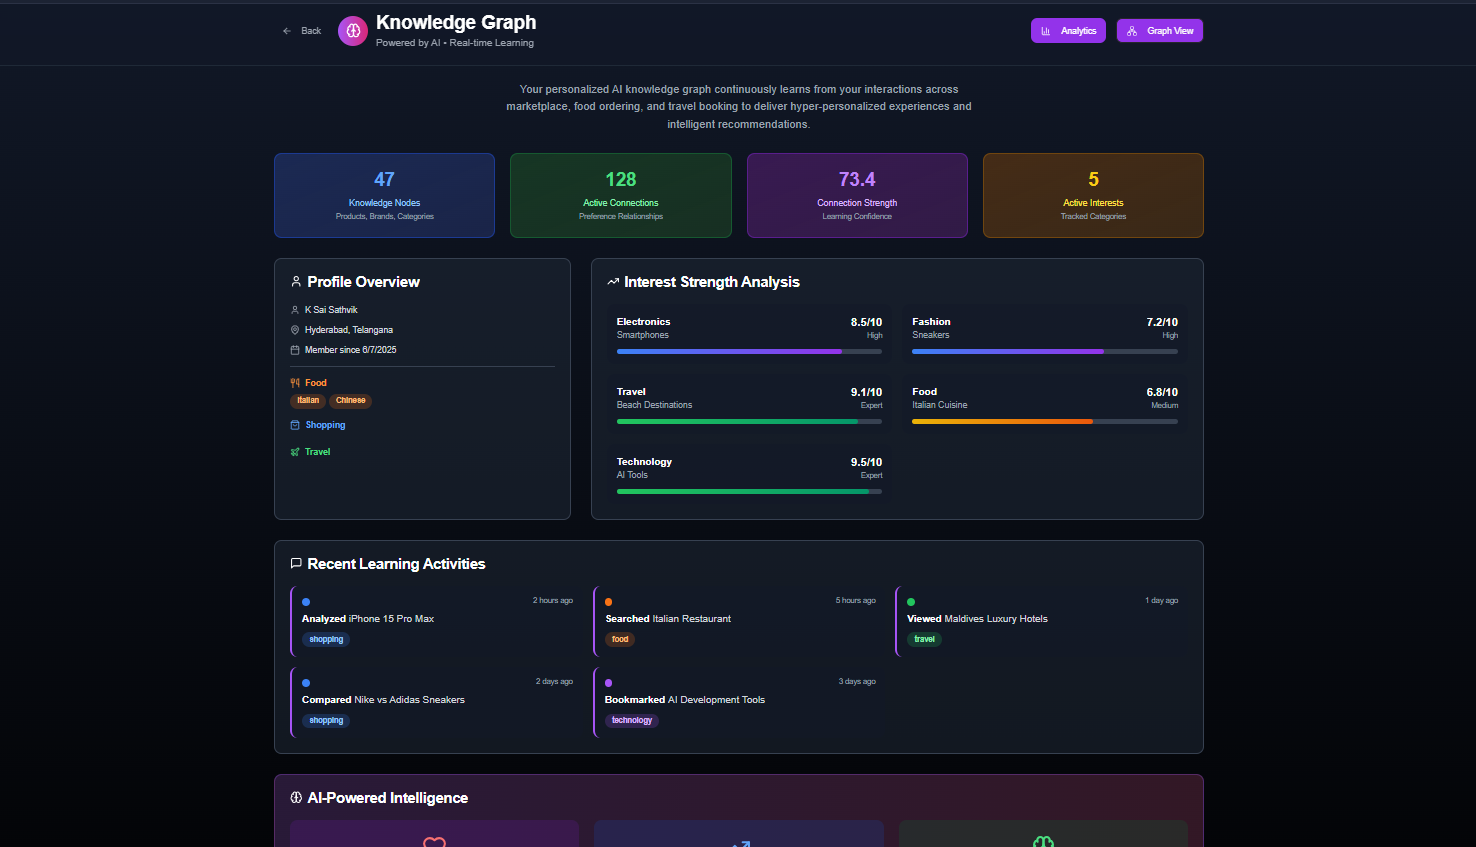 Back
Knowledge Graph
Powered by AI • Real-time Learning
Analytics
Graph View
Your personalized AI knowledge graph continuously learns from your interactions across
marketplace, food ordering, and travel booking to deliver hyper-personalized experiences and
intelligent recommendations.
47
Knowledge Nodes
Products, Brands, Categories
128
Active Connections
Preference Relationships
73.4
Connection Strength
Learning Confidence
5
Active Interests
Tracked Categories
Profile Overview
K Sai Sathvik
Hyderabad, Telangana
Member since 6/7/2025
Food
Italian Chinese
Shopping
Travel
Interest Strength Analysis
Electronics 8.5/10
Smartphones High
Fashion 7.2/10
Sneakers High
Travel 9.1/10
Beach Destinations Expert
Food 6.8/10
Italian Cuisine Medium
Technology 9.5/10
AI Tools Expert
Recent Learning Activities
2 hours ago
Analyzed iPhone 15 Pro Max
shopping
5 hours ago
Searched Italian Restaurant
food
1 day ago
Viewed Maldives Luxury Hotels
travel
2 days ago
Compared Nike vs Adidas Sneakers
shopping
3 days ago
Bookmarked AI Development Tools
technology
AI-Powered Intelligence